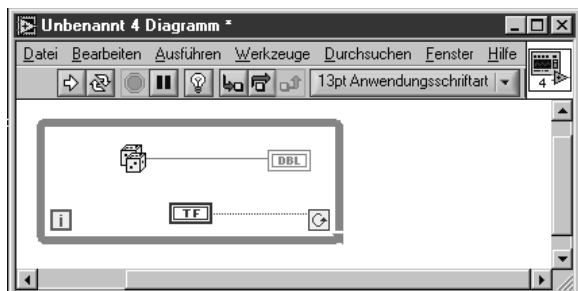 Unbenannt 4 Diagramm *
Datei Bearbeiten Ausführen Werkzeuge Durchsuchen Fenster Hilfe
13pt Anwendungsschriftart
4
DBL
TF
i